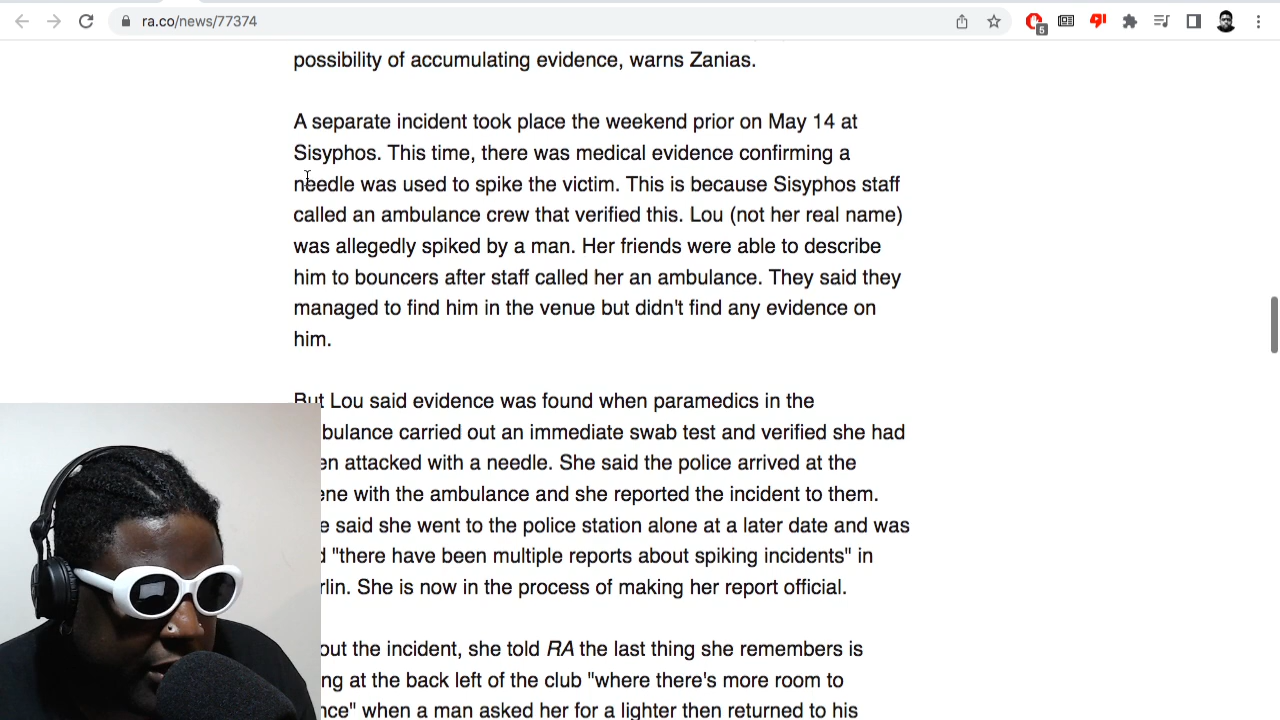 ra.co/news/77374
5
possibility of accumulating evidence, warns Zanias.
A separate incident took place the weekend prior on May 14 at
Sisyphos. This time, there was medical evidence confirming a
needle was used to spike the victim. This is because Sisyphos staff
called an ambulance crew that verified this. Lou (not her real name)
was allegedly spiked by a man. Her friends were able to describe
him to bouncers after staff called her an ambulance. They said they
managed to find him in the venue but didn't find any evidence on
him.
But Lou said evidence was found when paramedics in the
bulance carried out an immediate swab test and verified she had
en attacked with a needle. She said the police arrived at the
ene with the ambulance and she reported the incident to them.
e said she went to the police station alone at a later date and was
d "there have been multiple reports about spiking incidents" in
rlin. She is now in the process of making her report official.
out the incident, she told RA the last thing she remembers is
ng at the back left of the club "where there's more room to
nce" when a man asked her for a lighter then returned to his